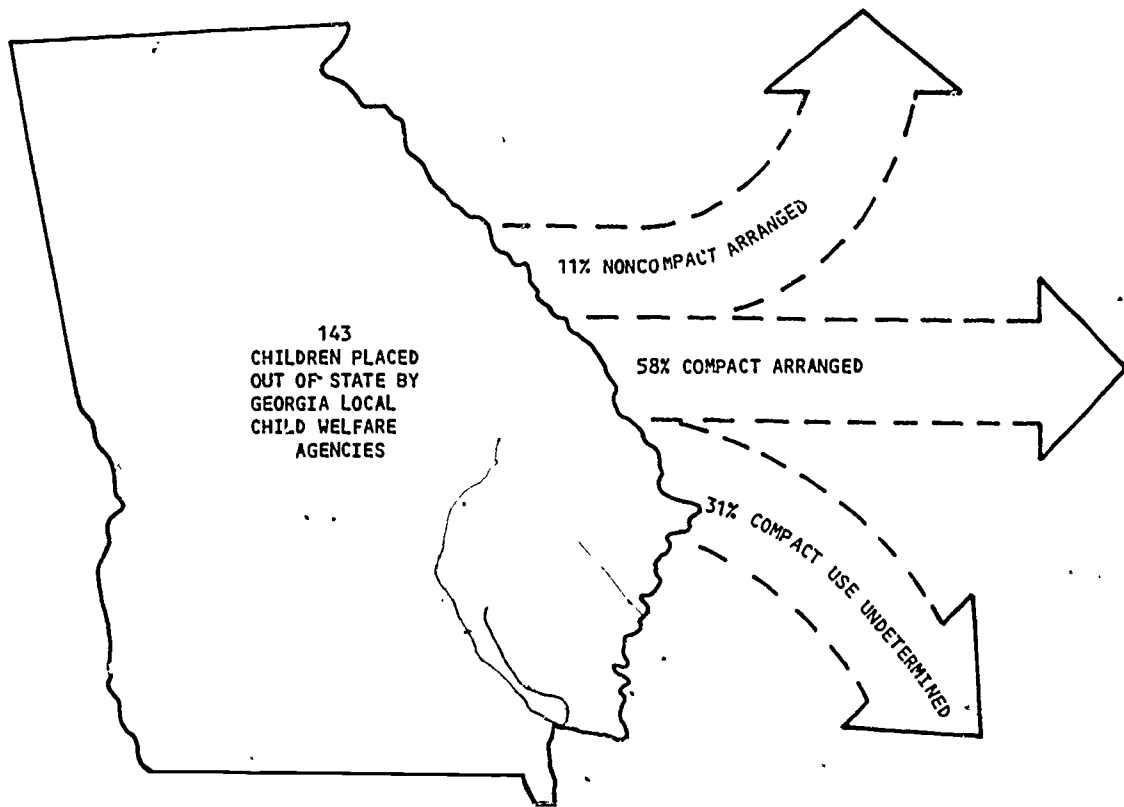 143
CHILDREN PLACED
OUT OF STATE BY
GEORGIA LOCAL
CHILD WELFARE
AGENCIES
11% NONCOMPACT ARRANGED
58% COMPACT ARRANGED
31% COMPACT USE UNDETERMINED